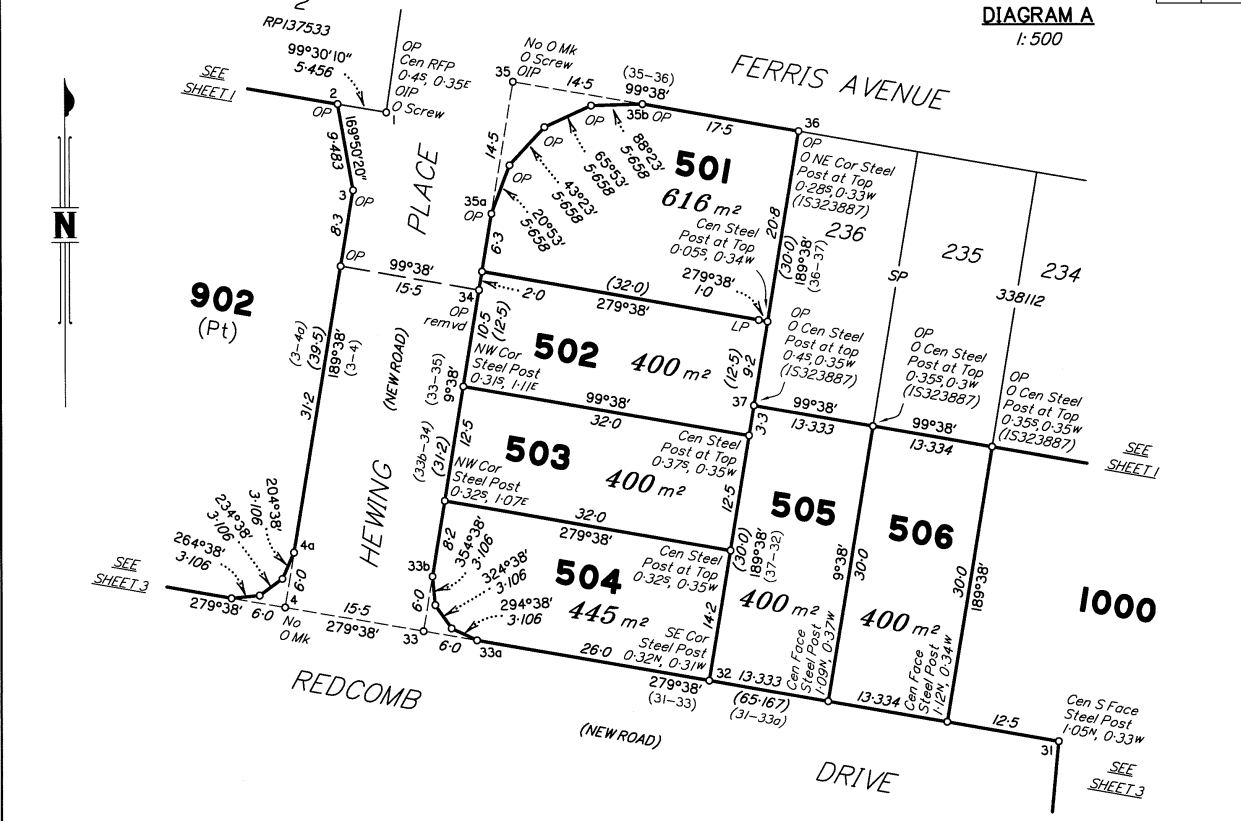 DIAGRAM A
1:500
2
RP137533
99°30'10"
5·456
SEE
SHEET 1
OP
Cen RFP
0·4S, 0·35E
OIP
O Screw
1
2
OP
169°50'20"
9·483
3
OP
8·3
PLACE
No O Mk
O Screw
OIP
35
14·5
(35-36)
99°38'
35b OP
17·5
FERRIS AVENUE
36
14·5
OP
OP
OP
35a
OP
88°23'
5·658
65°53'
5·658
43°23'
5·658
20°53'
5·658
501
616 m²
6·3
OP
O NE Cor Steel
Post at Top
0·28S, 0·33W
(IS323887)
236
235
234
SP
338112
20·8
(30·0)
189°38'
(36-37)
Cen Steel
Post at Top
0·05S, 0·34W
279°38'
1·0
LP
N
902
(Pt)
OP
99°38'
15·5
34
OP
remvd
2·0
(32·0)
279°38'
10·5
(12·5)
502
400 m²
NW Cor
Steel Post
0·31S, 1·11E
(12·5)
9·2
OP
O Cen Steel
Post at top
0·4S, 0·35W
(IS323887)
OP
O Cen Steel
Post at Top
0·35S, 0·3W
(IS323887)
OP
O Cen Steel
Post at Top
0·35S, 0·35W
(IS323887)
(3-4a)
(39·5)
189°38'
(3-4)
31·2
(NEW ROAD)
(33-35)
9°38'
99°38'
32·0
37
3·3
99°38'
13·333
99°38'
13·334
SEE
SHEET 1
(33b-34)
(31·2)
12·5
503
400 m²
NW Cor
Steel Post
0·32S, 1·07E
Cen Steel
Post at Top
0·37S, 0·35W
12·5
32·0
279°38'
HEWING
505
400 m²
506
400 m²
1000
(30·0)
189°38'
(37-32)
9°38'
30·0
30·0
189°38'
204°38'
3·106
234°38'
3·106
264°38'
3·106
4a
6·0
4
No
O Mk
SEE
SHEET 3
279°38'
6·0
15·5
279°38'
8·2
33b
6·0
33
6·0
33a
354°38'
3·106
324°38'
3·106
294°38'
3·106
504
445 m²
Cen Steel
Post at Top
0·32S, 0·35W
14·2
SE Cor
Steel Post
0·32N, 0·31W
26·0
279°38'
(31-33)
32
13·333
(65·167)
(31-33a)
Cen Face
Steel Post
1·09N, 0·37W
13·334
Cen Face
Steel Post
1·12N, 0·34W
12·5
31
Cen S Face
Steel Post
1·05N, 0·33W
SEE
SHEET 3
REDCOMB
(NEW ROAD)
DRIVE